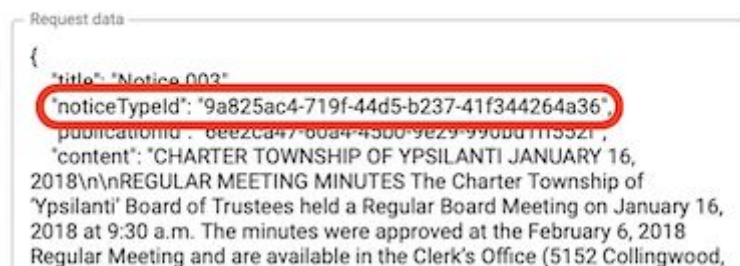 Request data
{
"title": "Notice 003"
"noticeTypeId": "9a825ac4-719f-44d5-b237-41f344264a36",
"content": "CHARTER TOWNSHIP OF YPSILANTI JANUARY 16,
2018\n\nREGULAR MEETING MINUTES The Charter Township of
'Ypsilanti' Board of Trustees held a Regular Board Meeting on January 16,
2018 at 9:30 a.m. The minutes were approved at the February 6, 2018
Regular Meeting and are available in the Clerk's Office (5152 Collingwood,